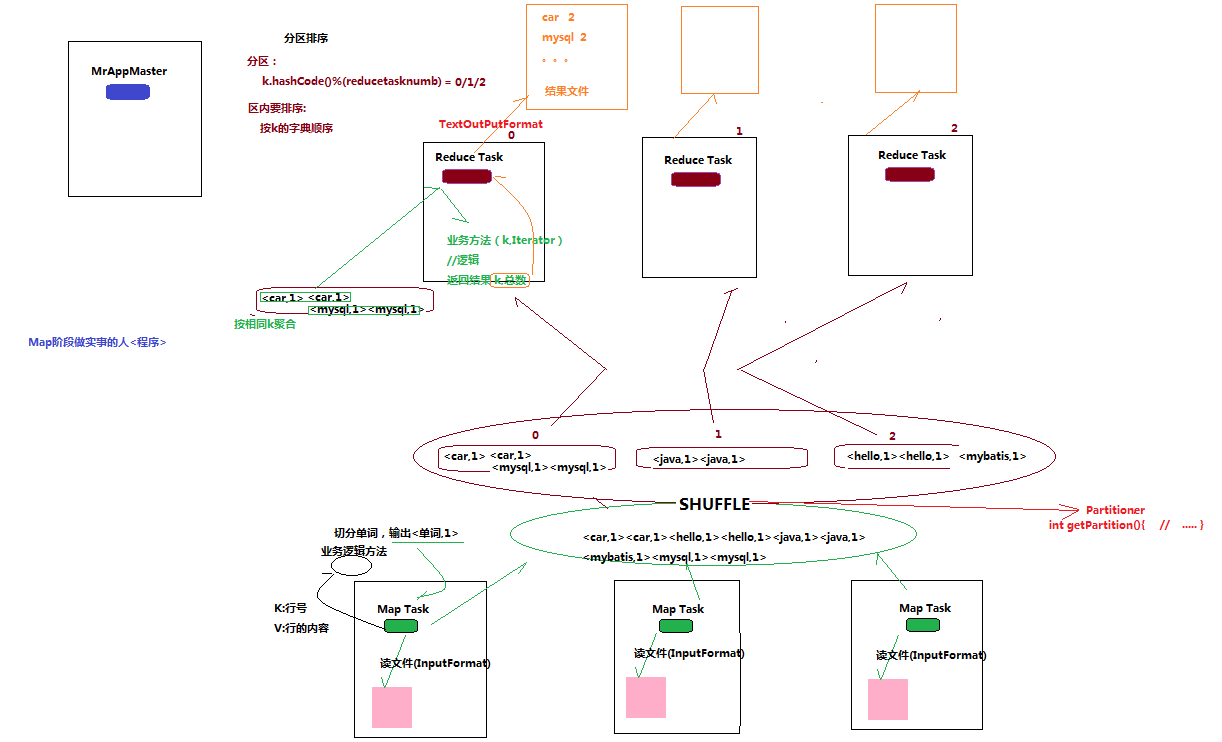 car 2
mysql 2
。。。
结果文件
分区排序
MrAppMaster
分区：
k.hashCode()%(reducetasknumb) = 0/1/2
区内要排序:
按k的字典顺序
TextOutPutFormat
0
1
2
Reduce Task
Reduce Task
Reduce Task
业务方法（k,Iterator）
//逻辑
返回结果 k,总数
<car,1> <car,1>
<mysql,1><mysql,1>
按相同k聚合
Map阶段做实事的人<程序>
0
1
2
<car,1> <car,1>
<mysql,1><mysql,1>
<java,1><java,1>
<hello,1><hello,1> <mybatis,1>
SHUFFLE
Partitioner
int getPartition(){ // ..... }
切分单词，输出<单词,1>
业务逻辑方法
<car,1><car,1><hello,1><hello,1><java,1><java,1>
<mybatis,1><mysql,1><mysql,1>
K:行号
V:行的内容
Map Task
Map Task
Map Task
读文件(InputFormat)
读文件(InputFormat)
读文件(InputFormat)